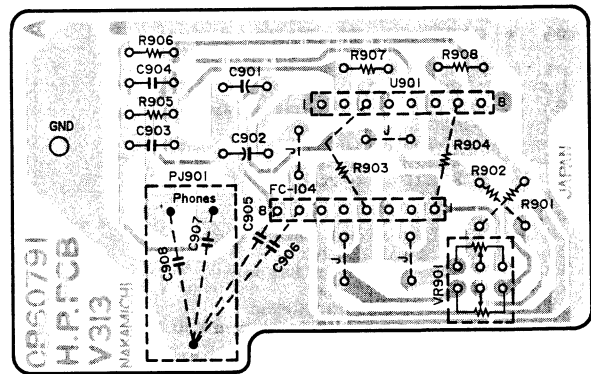 R906
C904
R905
C903
GND
C901
C902
R907
R908
U901
1
8
J
R903
R904
R902
R901
FC-104
8
1
PJ901
Phones
C905
C906
C907
C908
J
J
J
VR901
H.P.PCB
V313
NAKAMICHI
JAPAN